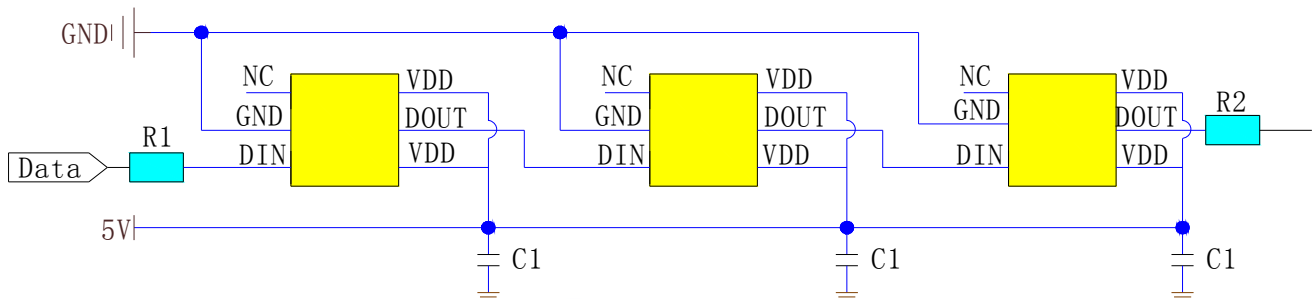 GND
NC VDD NC VDD NC VDD
GND DOUT GND DOUT GND DOUT R2
R1 DIN VDD DIN VDD DIN VDD
Data
5V
C1 C1 C1